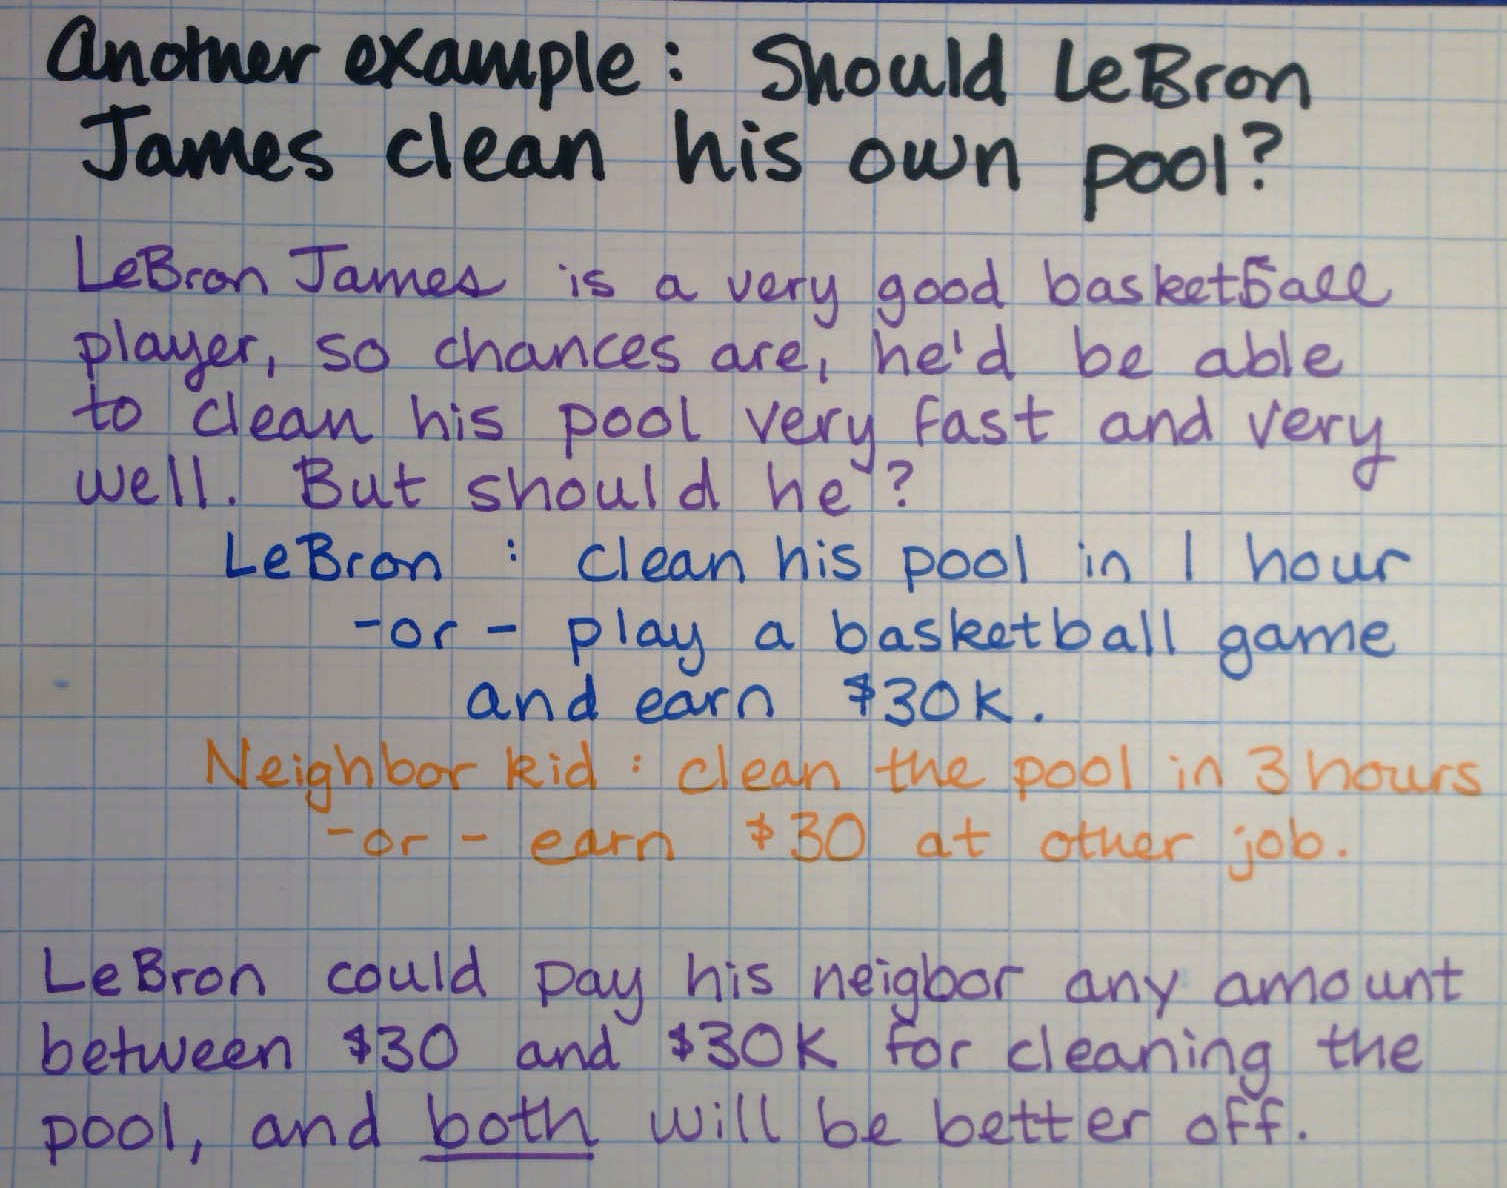 Another example: Should LeBron
James clean his own pool?
LeBron James is a very good basketball
player, so chances are, he'd be able
to clean his pool very fast and very
well. But should he?
LeBron : clean his pool in 1 hour
-or- play a basketball game
and earn $30K.
Neighbor kid : clean the pool in 3 hours
-or- earn $30 at other job.
LeBron could pay his neigbor any amount
between $30 and $30K for cleaning the
pool, and both will be better off.